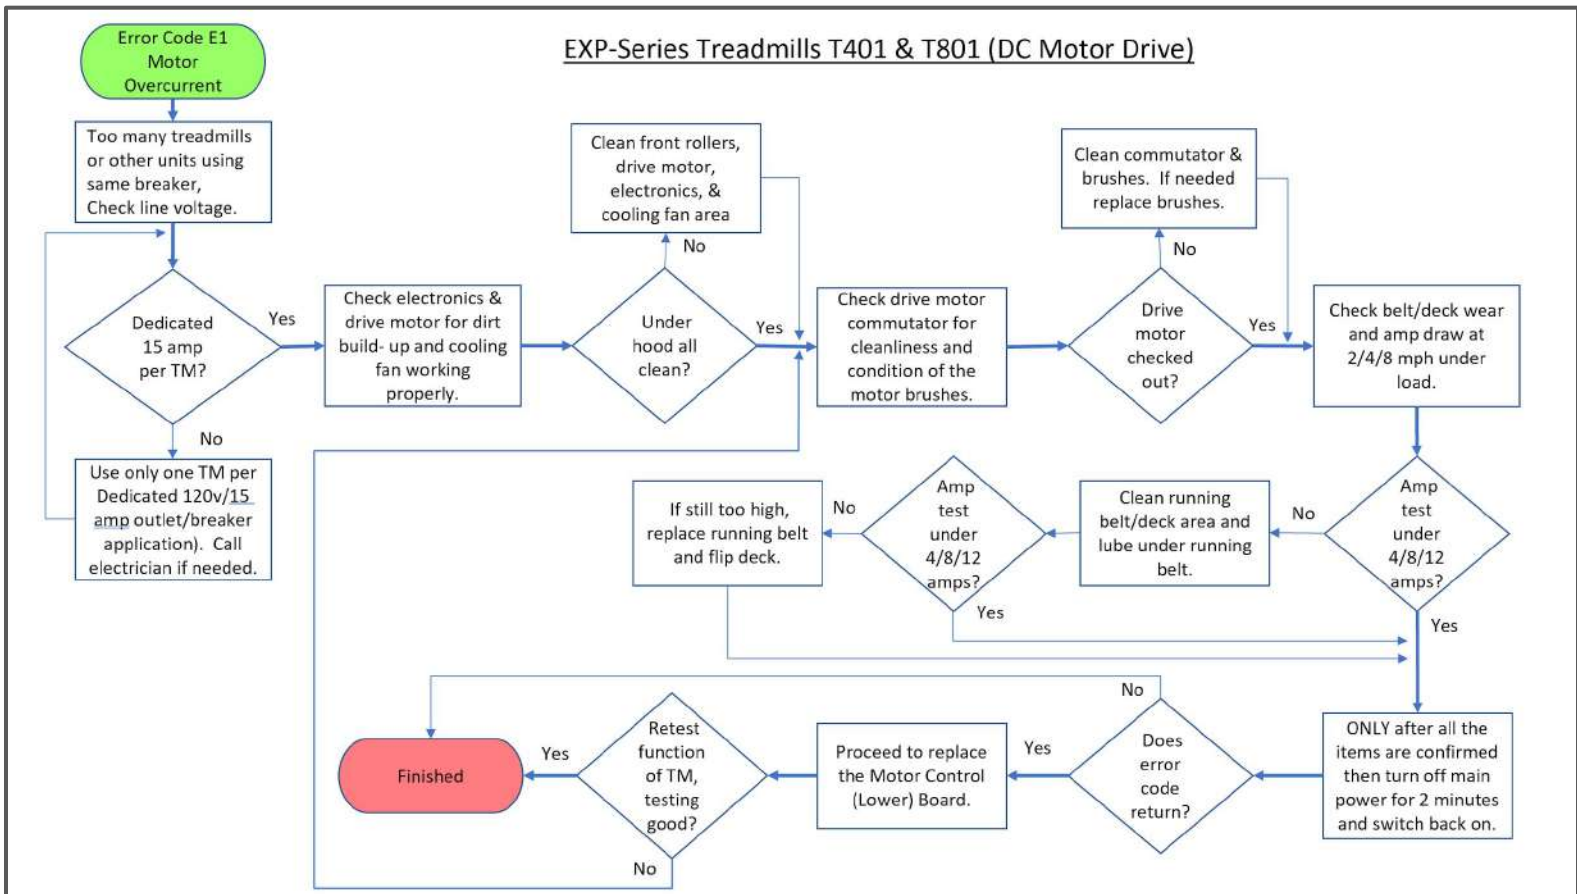 EXP-Series Treadmills T401 & T801 (DC Motor Drive)
Error Code E1
Motor
Overcurrent
Too many treadmills
or other units using
same breaker,
Check line voltage.
Dedicated
15 amp
per TM?
Yes
No
Use only one TM per
Dedicated 120v/15
amp outlet/breaker
application). Call
electrician if needed.
Check electronics &
drive motor for dirt
build- up and cooling
fan working
properly.
Under
hood all
clean?
No
Clean front rollers,
drive motor,
electronics, &
cooling fan area
Yes
Check drive motor
commutator for
cleanliness and
condition of the
motor brushes.
Drive
motor
checked
out?
No
Clean commutator &
brushes. If needed
replace brushes.
Yes
Check belt/deck wear
and amp draw at
2/4/8 mph under
load.
Amp
test
under
4/8/12
amps?
No
Clean running
belt/deck area and
lube under running
belt.
Amp
test
under
4/8/12
amps?
No
If still too high,
replace running belt
and flip deck.
Yes
Yes
ONLY after all the
items are confirmed
then turn off main
power for 2 minutes
and switch back on.
Does
error
code
return?
No
Yes
Proceed to replace
the Motor Control
(Lower) Board.
Retest
function
of TM,
testing
good?
Yes
No
Finished